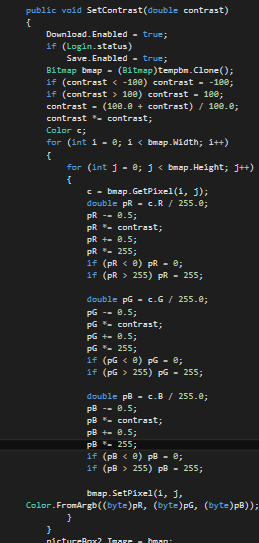 public void SetContrast(double contrast)
{
Download.Enabled = true;
if (Login.status)
Save.Enabled = true;
Bitmap bmap = (Bitmap)tempbm.Clone();
if (contrast < -100) contrast = -100;
if (contrast > 100) contrast = 100;
contrast = (100.0 + contrast) / 100.0;
contrast *= contrast;
Color c;
for (int i = 0; i < bmap.Width; i++)
{
for (int j = 0; j < bmap.Height; j++)
{
c = bmap.GetPixel(i, j);
double pR = c.R / 255.0;
pR -= 0.5;
pR *= contrast;
pR += 0.5;
pR *= 255;
if (pR < 0) pR = 0;
if (pR > 255) pR = 255;
double pG = c.G / 255.0;
pG -= 0.5;
pG *= contrast;
pG += 0.5;
pG *= 255;
if (pG < 0) pG = 0;
if (pG > 255) pG = 255;
double pB = c.B / 255.0;
pB -= 0.5;
pB *= contrast;
pB += 0.5;
pB *= 255;
if (pB < 0) pB = 0;
if (pB > 255) pB = 255;
bmap.SetPixel(i, j,
Color.FromArgb((byte)pR, (byte)pG, (byte)pB));
}
}
pictureBox2.Image = bmap;